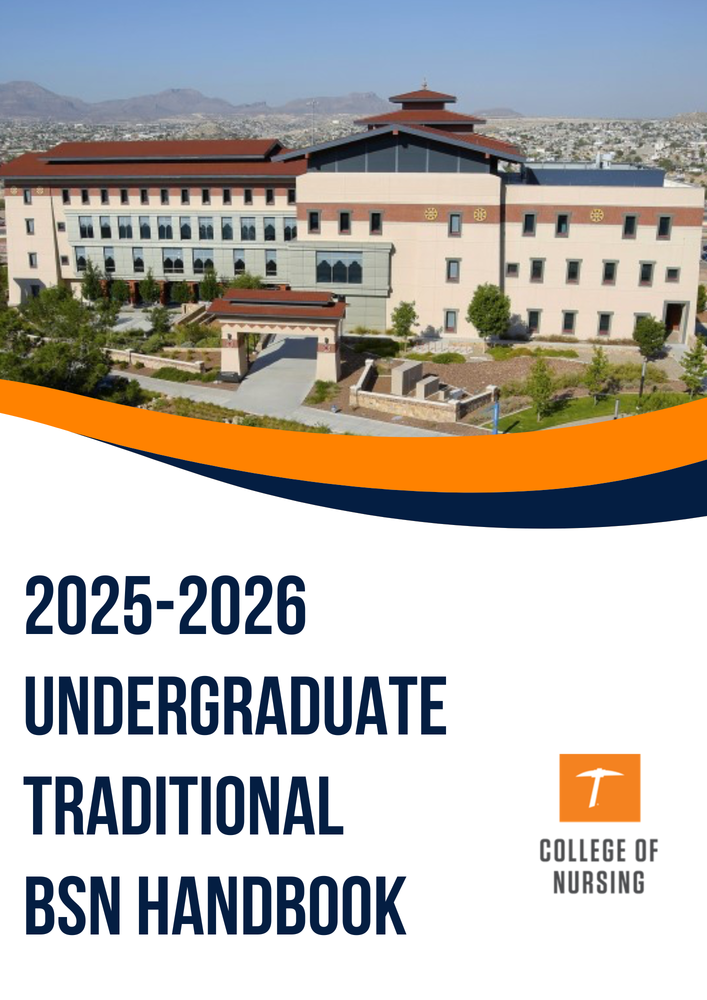 2025-2026
UNDERGRADUATE
TRADITIONAL
BSN HANDBOOK
COLLEGE OF
NURSING